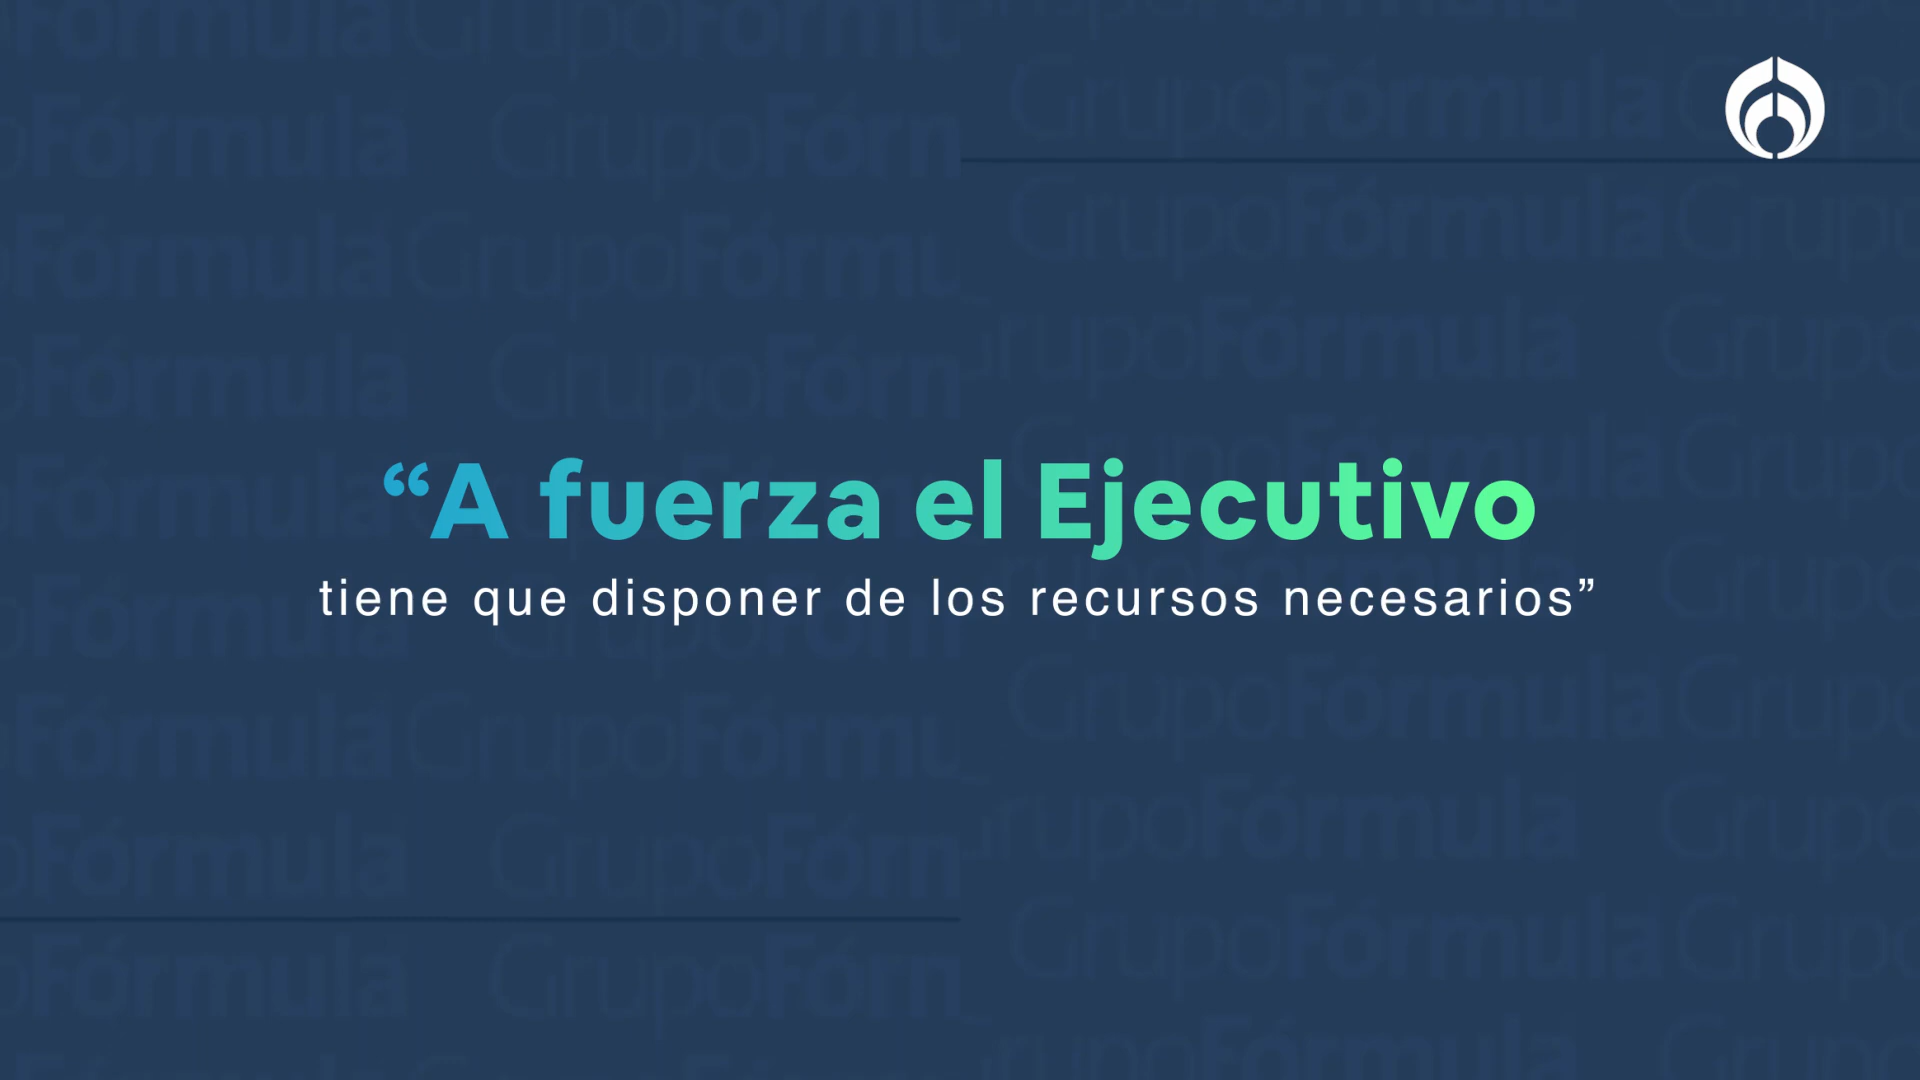 “A fuerza el Ejecutivo
tiene que disponer de los recursos necesarios”